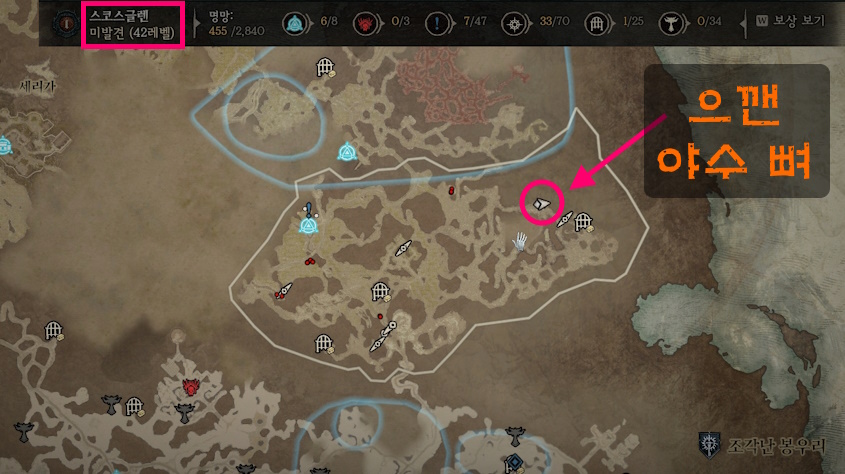 스코스글렌
미발견 (42레벨)
명망:
455 /2,840
6/8
0/3
7/47
33/70
1/25
0/34
W 보상 보기
세리가
으깬
야수 뼈
조각난 봉우리